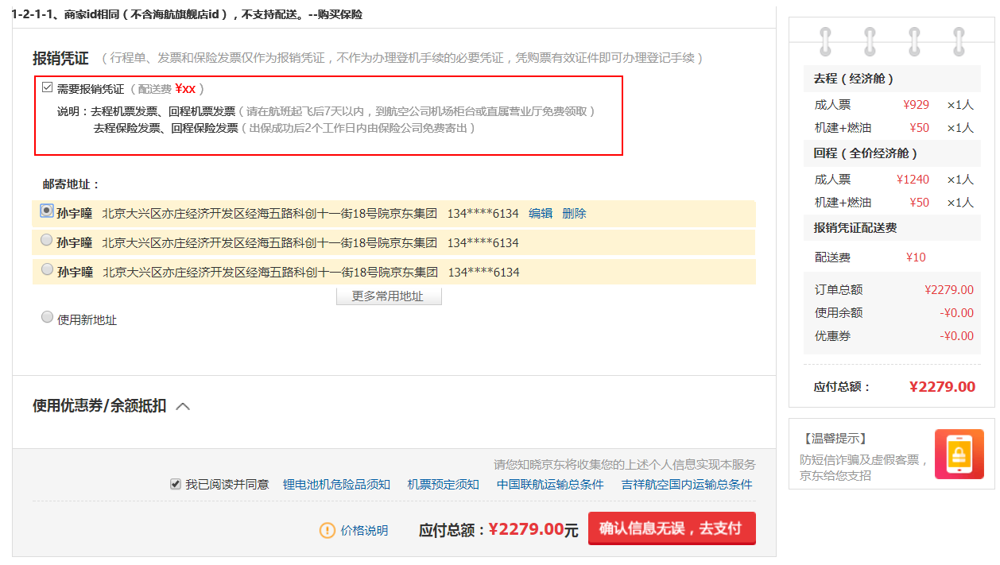 1-2-1-1、商家id相同（不含海航旗舰店id），不支持配送。--购买保险
报销凭证 （行程单、发票和保险发票仅作为报销凭证，不作为办理登机手续的必要凭证，凭购票有效证件即可办理登记手续）
需要报销凭证（配送费 ¥xx ）
说明：去程机票发票、回程机票发票（请在航班起飞后7天以内，到航空公司机场柜台或直属营业厅免费领取）
去程保险发票、回程保险发票（出保成功后2个工作日内由保险公司免费寄出）
邮寄地址：
孙宇曈 北京大兴区亦庄经济开发区经海五路科创十一街18号院京东集团 134****6134 编辑 删除
孙宇曈 北京大兴区亦庄经济开发区经海五路科创十一街18号院京东集团 134****6134
孙宇曈 北京大兴区亦庄经济开发区经海五路科创十一街18号院京东集团 134****6134
更多常用地址
使用新地址
使用优惠券/余额抵扣
请您知晓京东将收集您的上述个人信息实现本服务
我已阅读并同意 锂电池机危险品须知 机票预定须知 中国联航运输总条件 吉祥航空国内运输总条件
价格说明 应付总额：¥2279.00元 确认信息无误，去支付
去程（经济舱）
成人票 ¥929 ×1人
机建+燃油 ¥50 ×1人
回程（全价经济舱）
成人票 ¥1240 ×1人
机建+燃油 ¥50 ×1人
报销凭证配送费
配送费 ¥10
订单总额 ¥2279.00
使用余额 -¥0.00
优惠券 -¥0.00
应付总额： ¥2279.00
【温馨提示】
防短信诈骗及虚假客票，
京东给您支招